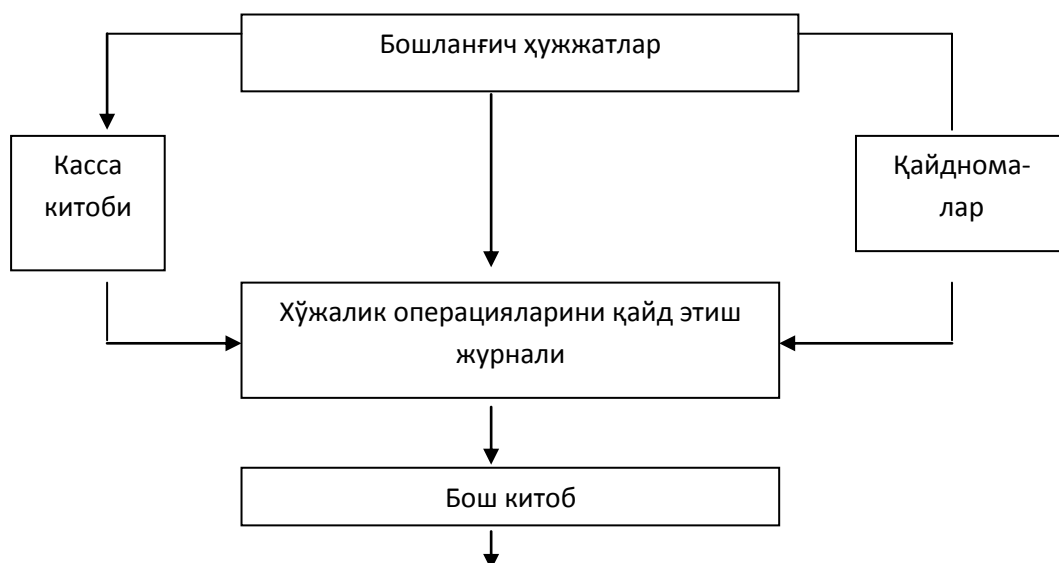 Бошланғич ҳужжатлар
Касса
китоби
Қайднома-
лар
Хўжалик операцияларини қайд этиш
журнали
Бош китоб